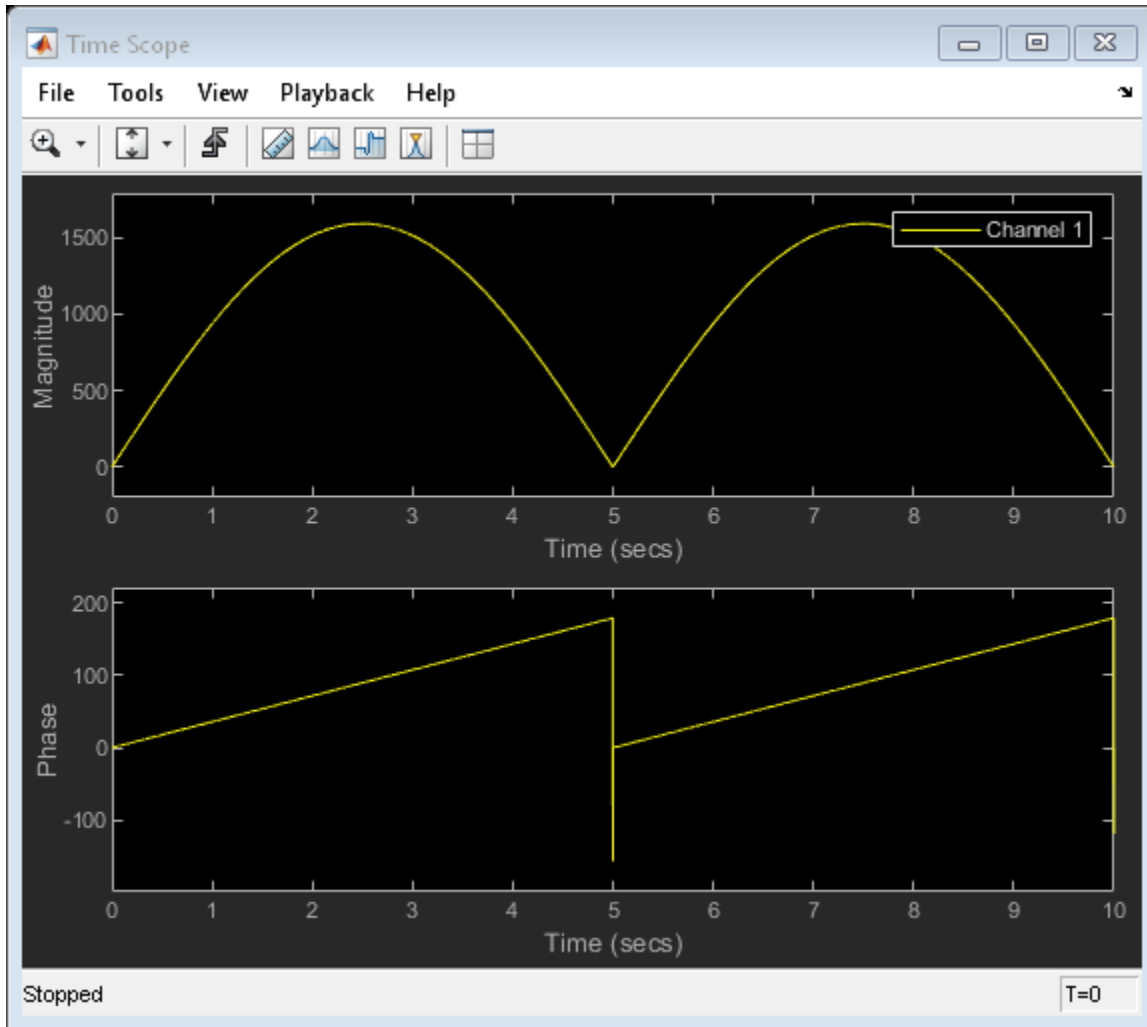 Time Scope
File Tools View Playback Help
Channel 1
1500
1000
500
0
Magnitude
0 1 2 3 4 5 6 7 8 9 10
Time (secs)
200
100
0
-100
Phase
0 1 2 3 4 5 6 7 8 9 10
Time (secs)
Stopped T=0